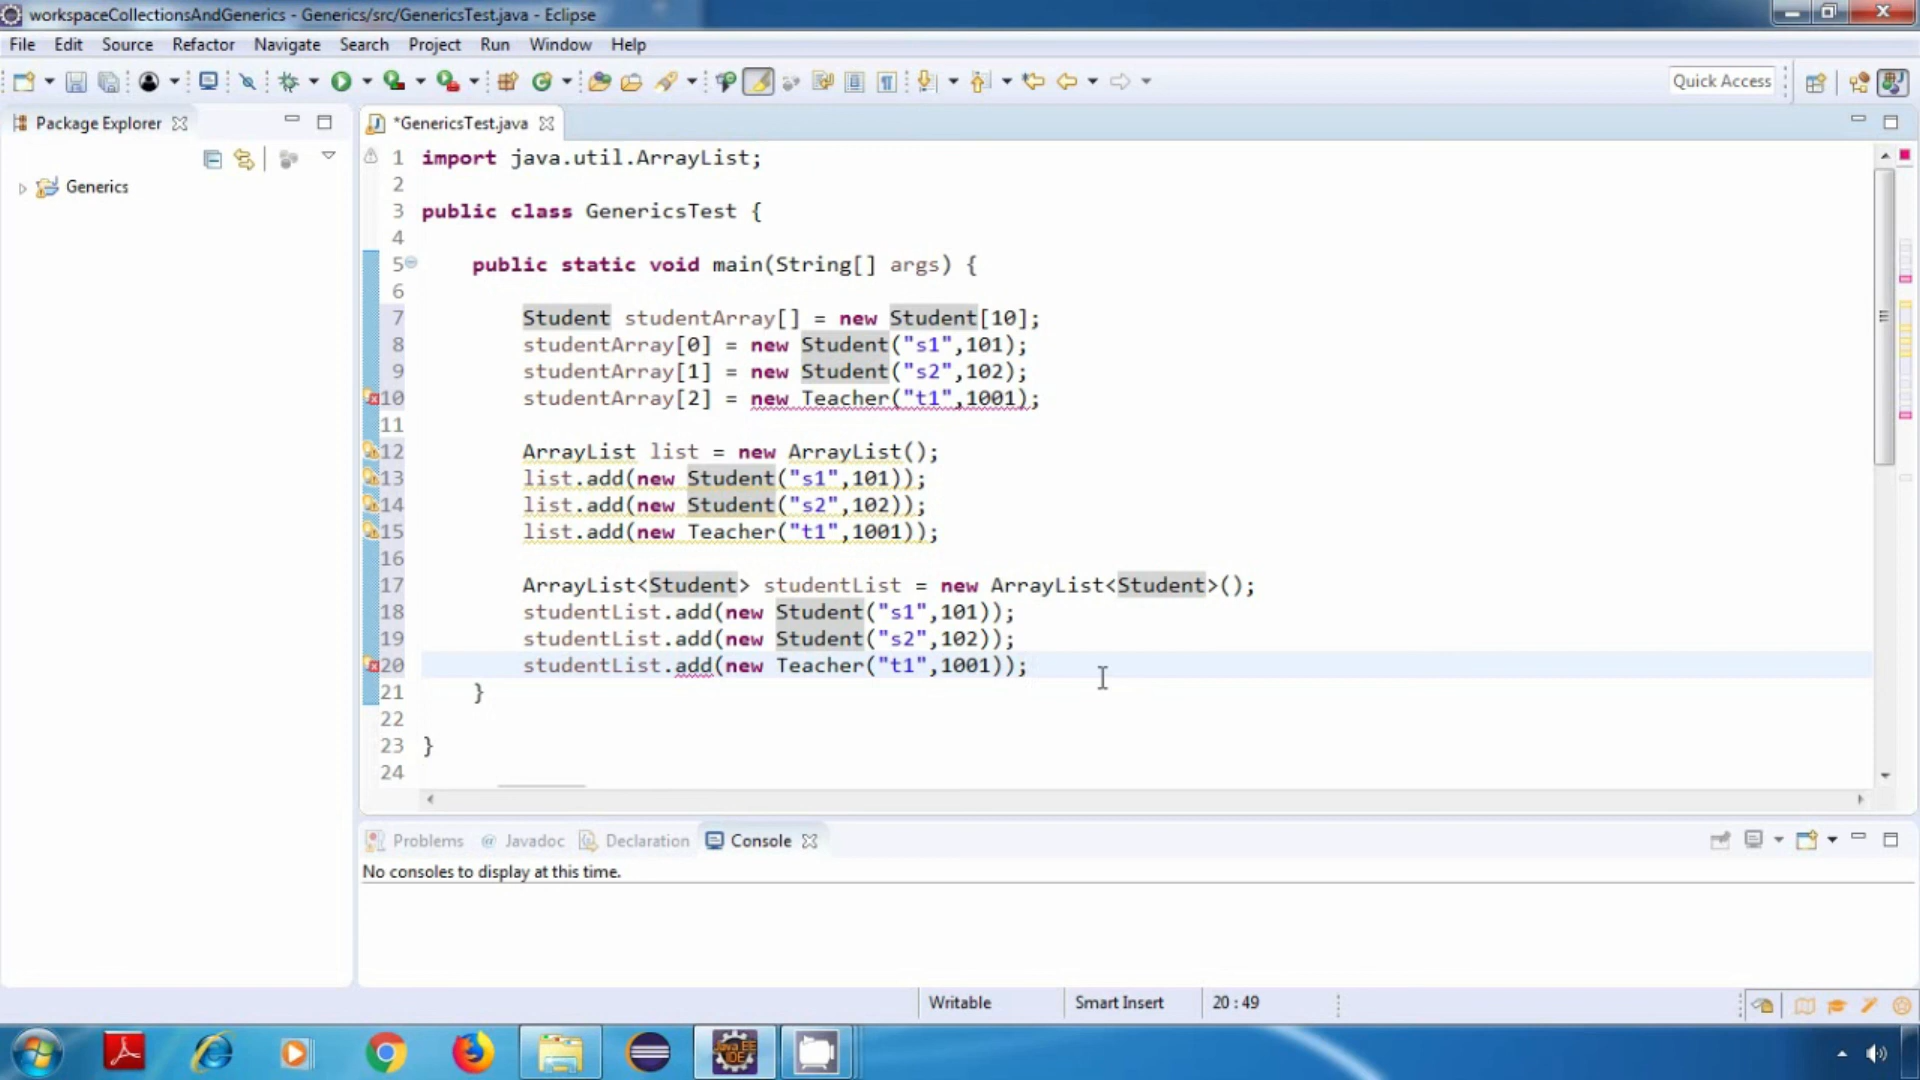 workspaceCollectionsAndGenerics - Generics/src/GenericsTest.java - Eclipse
File Edit Source Refactor Navigate Search Project Run Window Help
Quick Access
Package Explorer
*GenericsTest.java
Generics
1 import java.util.ArrayList;
2
3 public class GenericsTest {
4
5 public static void main(String[] args) {
6
7 Student studentArray[] = new Student[10];
8 studentArray[0] = new Student("s1",101);
9 studentArray[1] = new Student("s2",102);
10 studentArray[2] = new Teacher("t1",1001);
11
12 ArrayList list = new ArrayList();
13 list.add(new Student("s1",101));
14 list.add(new Student("s2",102));
15 list.add(new Teacher("t1",1001));
16
17 ArrayList<Student> studentList = new ArrayList<Student>();
18 studentList.add(new Student("s1",101));
19 studentList.add(new Student("s2",102));
20 studentList.add(new Teacher("t1",1001));
21 }
22
23 }
24
Problems @ Javadoc Declaration Console
No consoles to display at this time.
Writable Smart Insert 20 : 49
Java EE
IDE